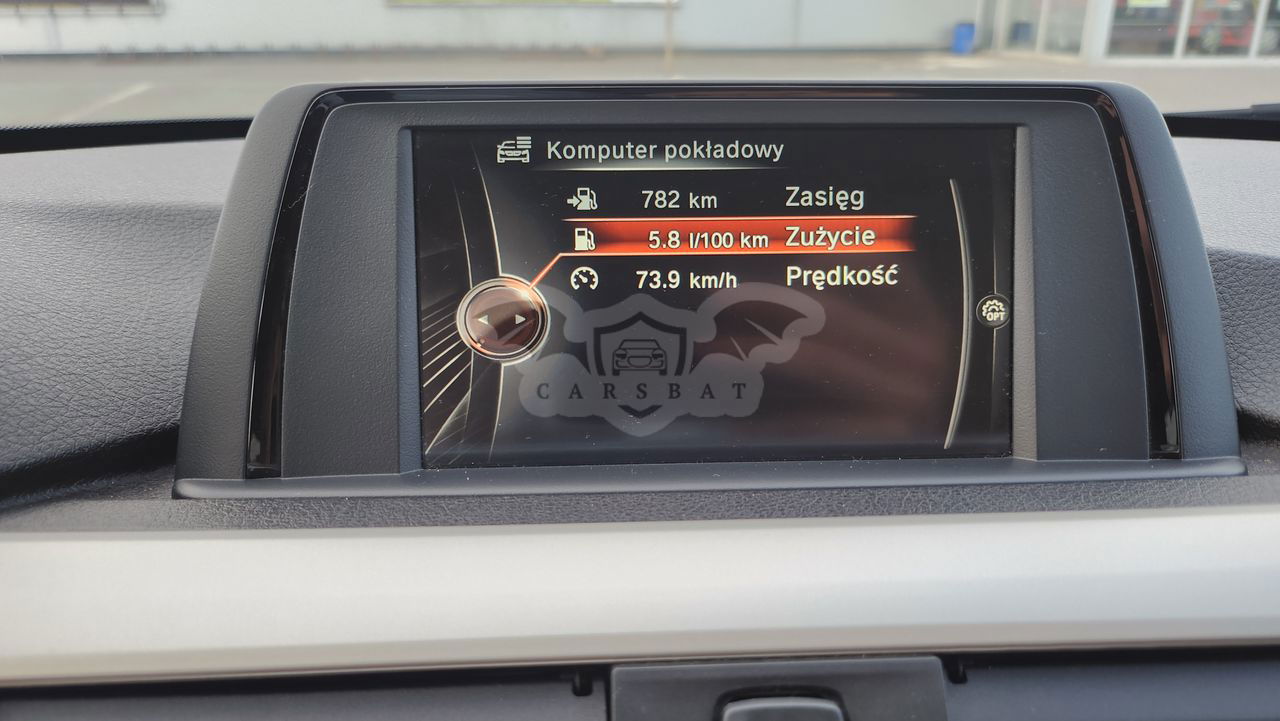 Komputer pokładowy
782 km Zasięg
5.8 l/100 km Zużycie
73.9 km/h Prędkość
OPT
CARSBAT